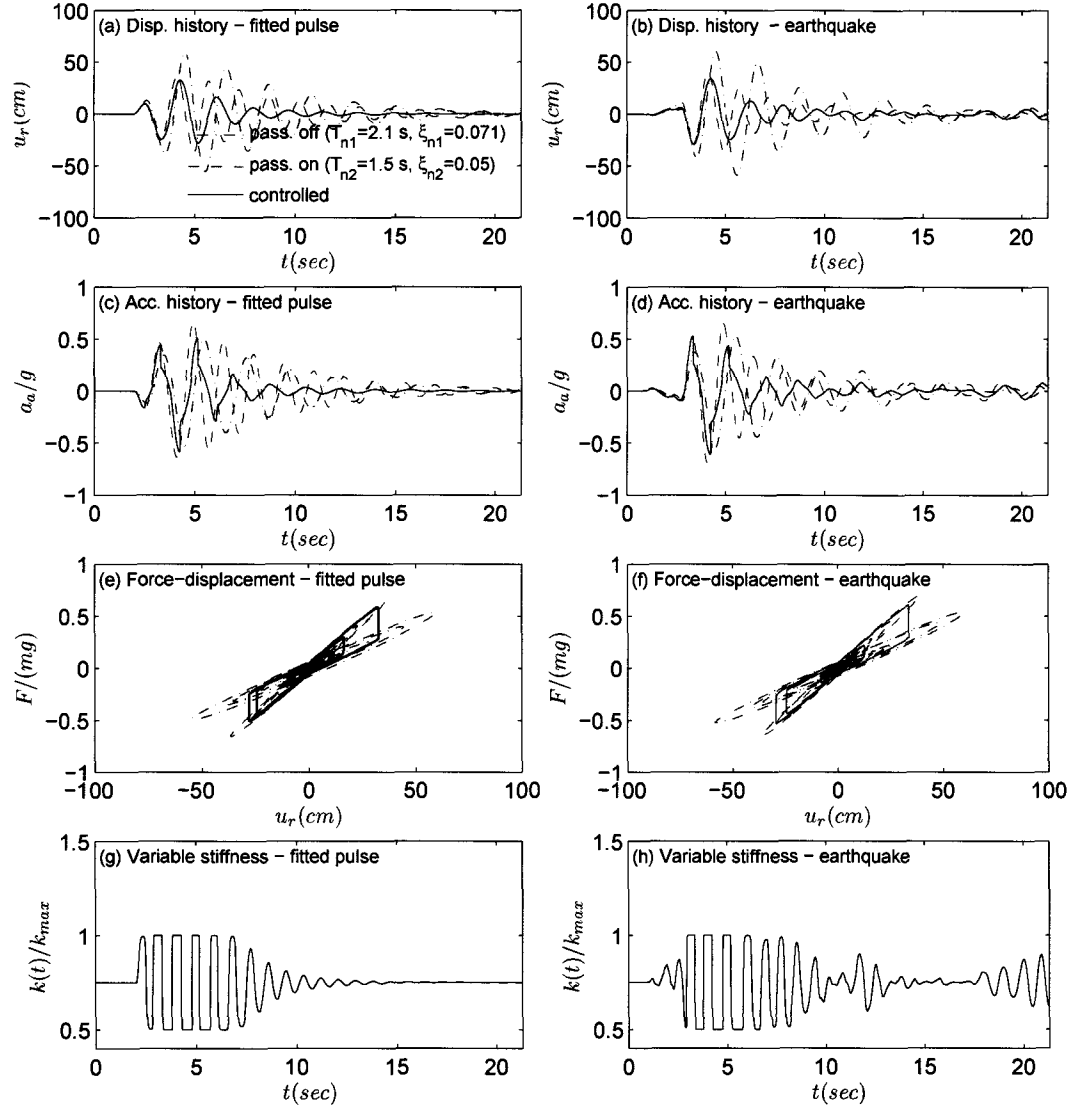 (a) Disp. history − fitted pulse
100
50
0
−50
−100
u_r(cm)
pass. off (T_n1=2.1 s, ξ_n1=0.071)
pass. on (T_n2=1.5 s, ξ_n2=0.05)
controlled
0 5 10 15 20
t(sec)
(b) Disp. history − earthquake
100
50
0
−50
−100
u_r(cm)
0 5 10 15 20
t(sec)
(c) Acc. history − fitted pulse
1
0.5
0
−0.5
−1
a_a/g
0 5 10 15 20
t(sec)
(d) Acc. history − earthquake
1
0.5
0
−0.5
−1
a_a/g
0 5 10 15 20
t(sec)
(e) Force−displacement − fitted pulse
1
0.5
0
−0.5
−1
F/(mg)
−100 −50 0 50 100
u_r(cm)
(f) Force−displacement − earthquake
1
0.5
0
−0.5
−1
F/(mg)
−100 −50 0 50 100
u_r(cm)
(g) Variable stiffness − fitted pulse
1.5
1
0.5
k(t)/k_max
0 5 10 15 20
t(sec)
(h) Variable stiffness − earthquake
1.5
1
0.5
k(t)/k_max
0 5 10 15 20
t(sec)